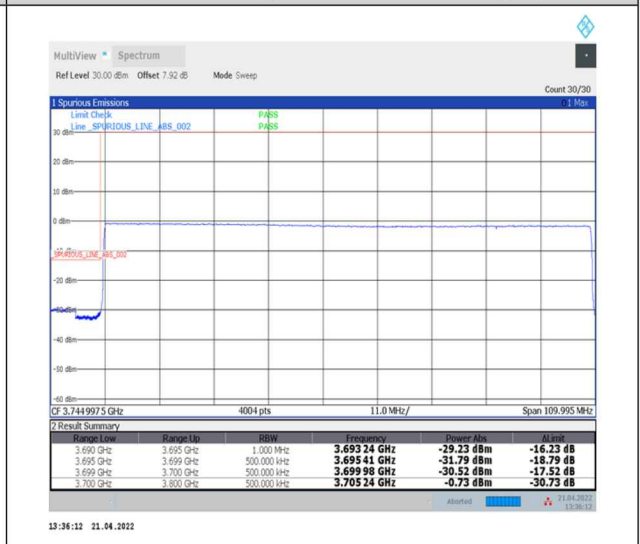 MultiView Spectrum
Ref Level 30.00 dBm Offset 7.92 dB Mode Sweep
Count 30/30
1 Spurious Emissions 1 Max
Limit Check PASS
Line _SPURIOUS_LINE_ABS_002 PASS
30 dBm
20 dBm
10 dBm
0 dBm
-10 dBm
_SPURIOUS_LINE_ABS_002
-20 dBm
-30 dBm
-40 dBm
-50 dBm
-60 dBm
CF 3.7449975 GHz 4004 pts 11.0 MHz/ Span 109.995 MHz
2 Result Summary
Range Low Range Up RBW Frequency Power Abs ΔLimit
3.690 GHz 3.695 GHz 1.000 MHz 3.693 24 GHz -29.23 dBm -16.23 dB
3.695 GHz 3.699 GHz 500.000 kHz 3.695 41 GHz -31.79 dBm -18.79 dB
3.699 GHz 3.700 GHz 500.000 kHz 3.699 98 GHz -30.52 dBm -17.52 dB
3.700 GHz 3.800 GHz 500.000 kHz 3.705 24 GHz -0.73 dBm -30.73 dB
Aborted 21.04.2022
13:36:12
13:36:12 21.04.2022